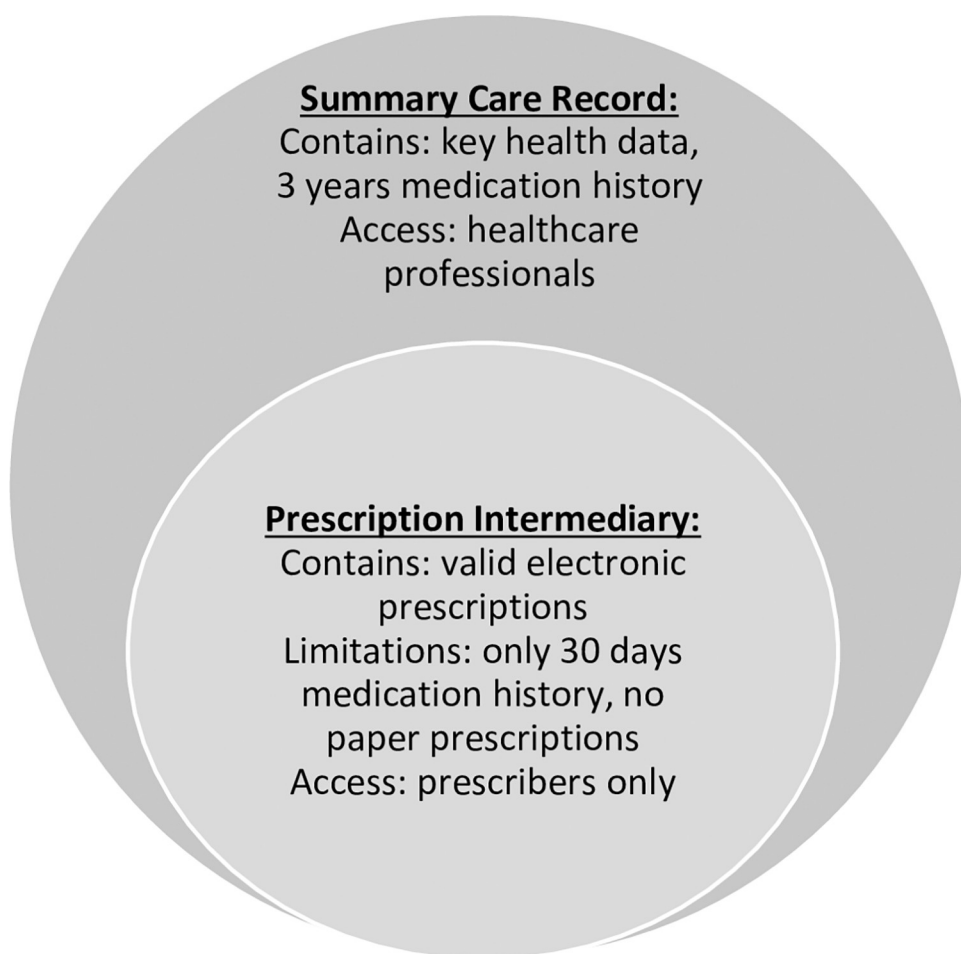 Summary Care Record:
Contains: key health data,
3 years medication history
Access: healthcare
professionals
Prescription Intermediary:
Contains: valid electronic
prescriptions
Limitations: only 30 days
medication history, no
paper prescriptions
Access: prescribers only